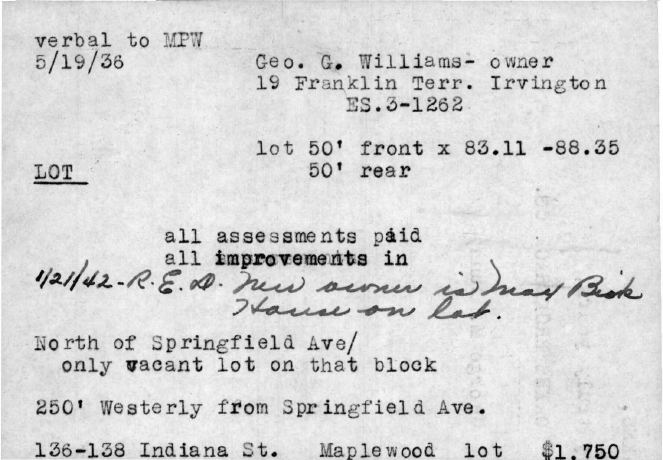 verbal to MPW
5/19/36
Geo. G. Williams- owner
19 Franklin Terr. Irvington
ES.3-1262
lot 50' front x 83.11 -88.35
50' rear
LOT
all assessments paid
all improvements in
1/21/42 - R.E.D. New owner is Max Bick
House on lot.
North of Springfield Ave/
only vacant lot on that block
250' Westerly from Springfield Ave.
136-138 Indiana St. Maplewood lot $1,750